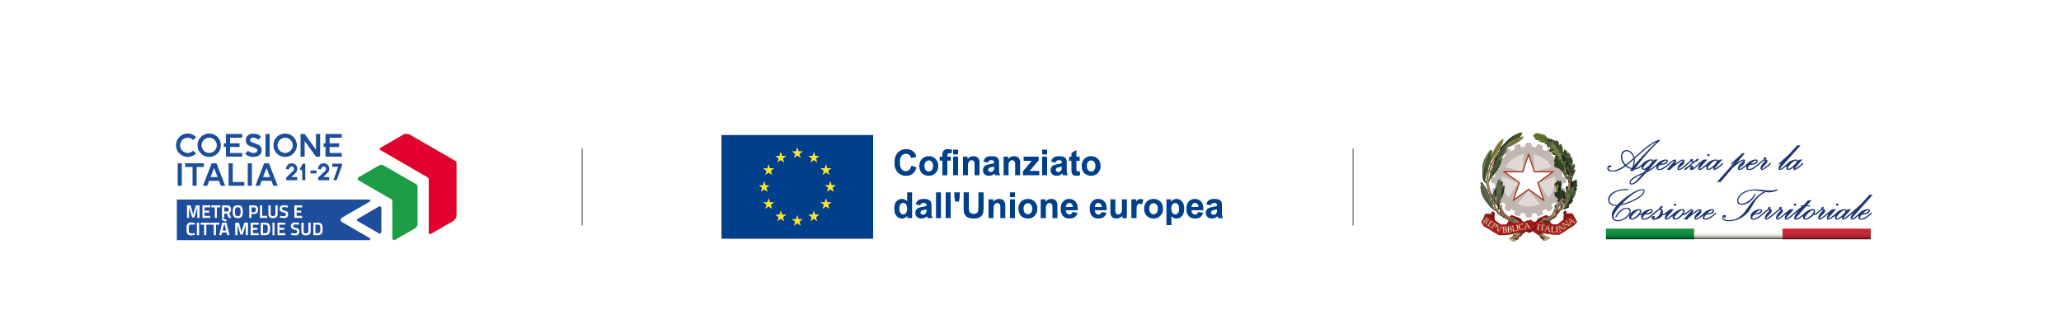 COESIONE
ITALIA 21-27
METRO PLUS E
CITTÀ MEDIE SUD
Cofinanziato
dall'Unione europea
REPVBBLICA ITALIANA
Agenzia per la
Coesione Territoriale